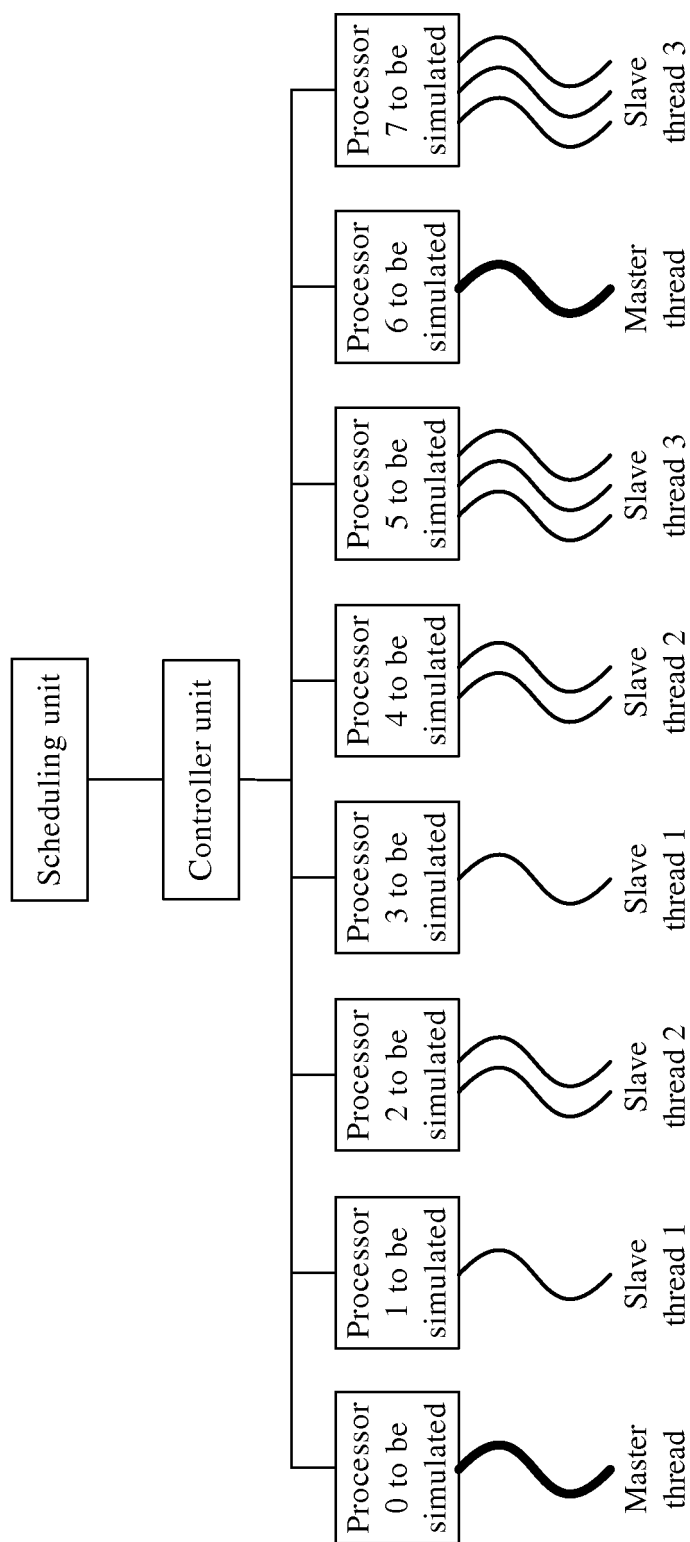 Scheduling unit
Controller unit
Processor
0 to be
simulated
Processor
1 to be
simulated
Processor
2 to be
simulated
Processor
3 to be
simulated
Processor
4 to be
simulated
Processor
5 to be
simulated
Processor
6 to be
simulated
Processor
7 to be
simulated
Master
thread
Slave
thread 1
Slave
thread 2
Slave
thread 1
Slave
thread 2
Slave
thread 3
Master
thread
Slave
thread 3